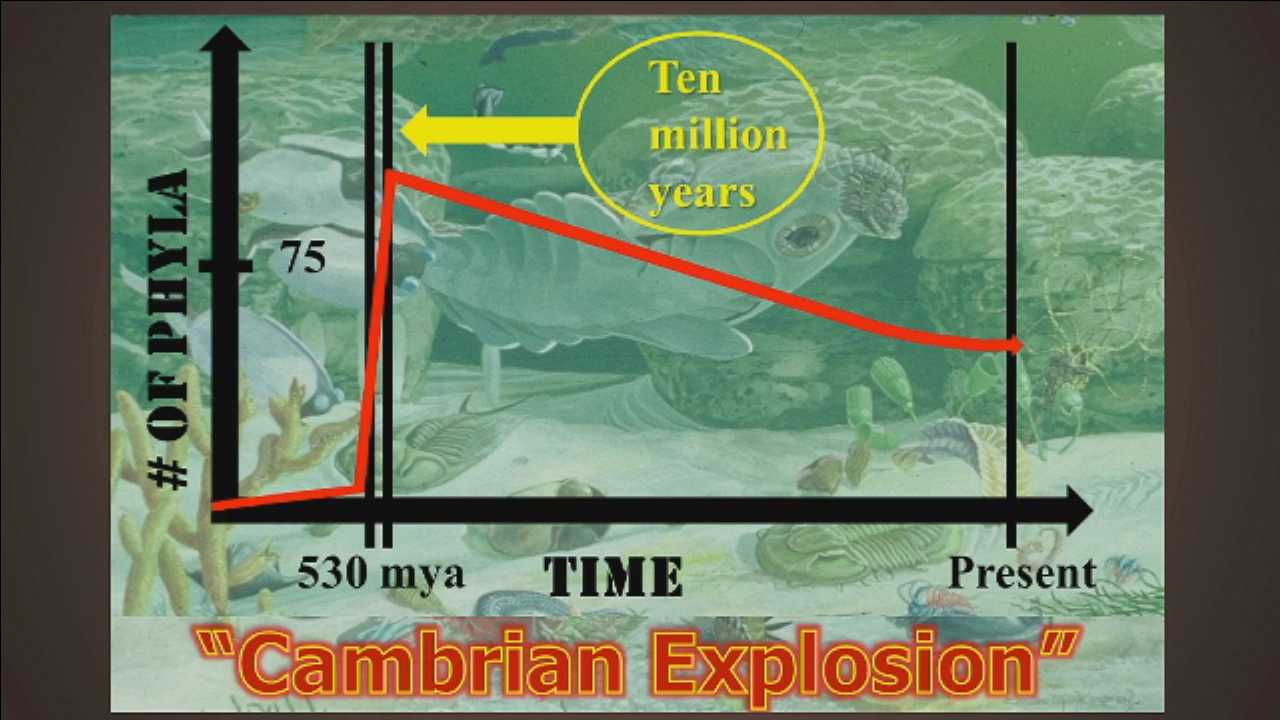 Ten
million
years
# OF PHYLA
75
530 mya
TIME
Present
“Cambrian Explosion”